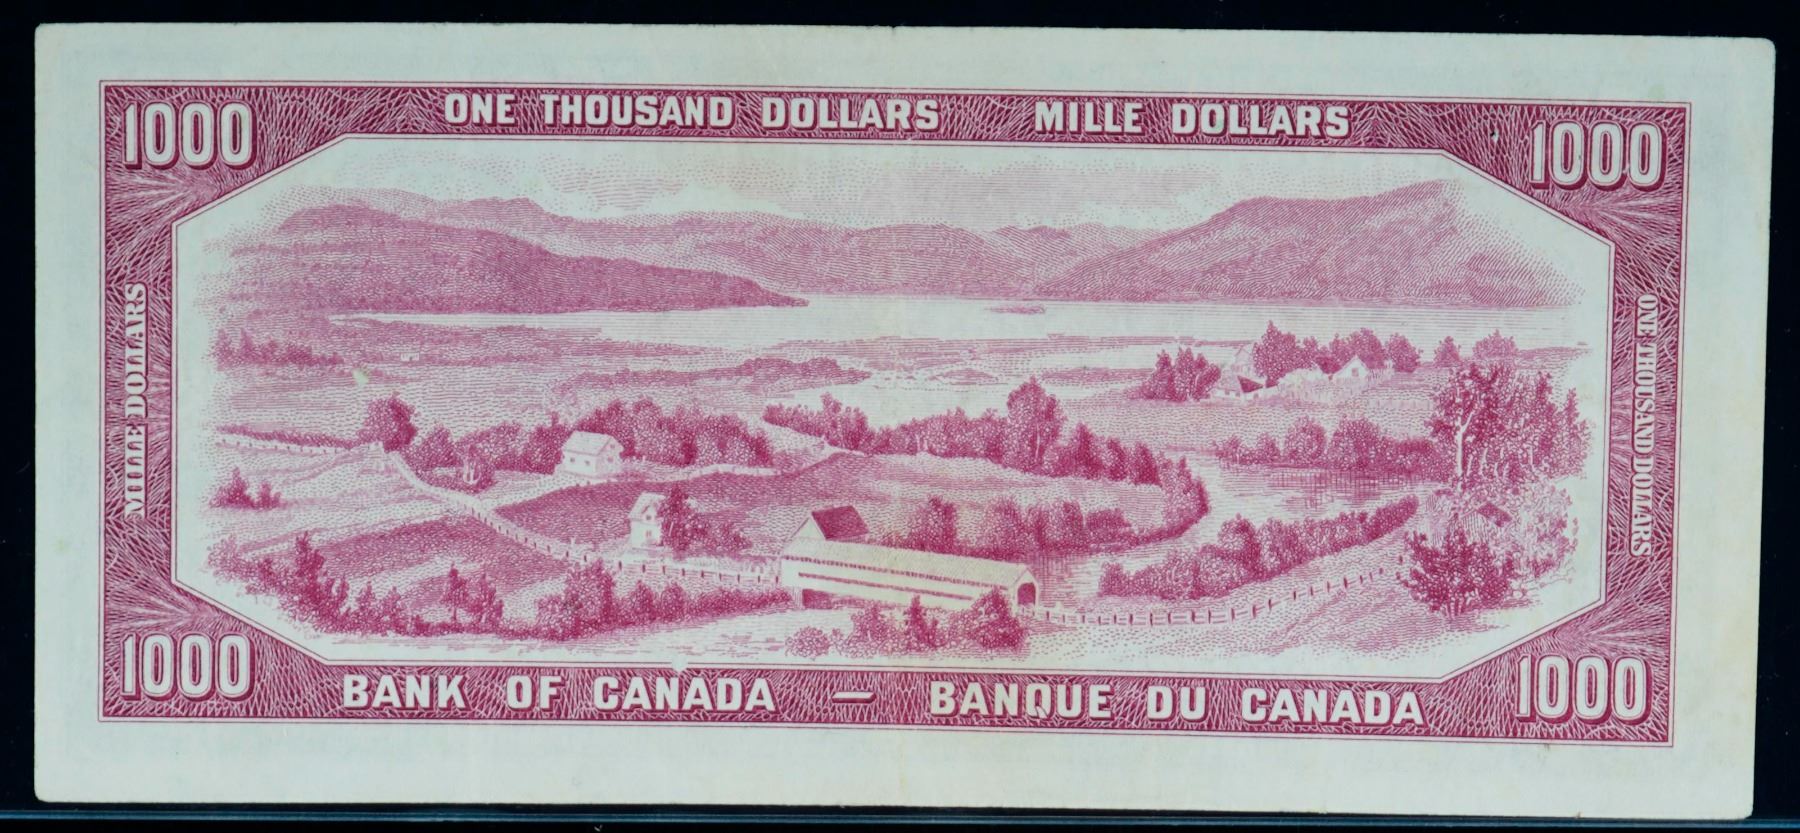 ONE THOUSAND DOLLARS MILLE DOLLARS
1000
1000
MILLE DOLLARS
ONE THOUSAND DOLLARS
1000
1000
BANK OF CANADA — BANQUE DU CANADA